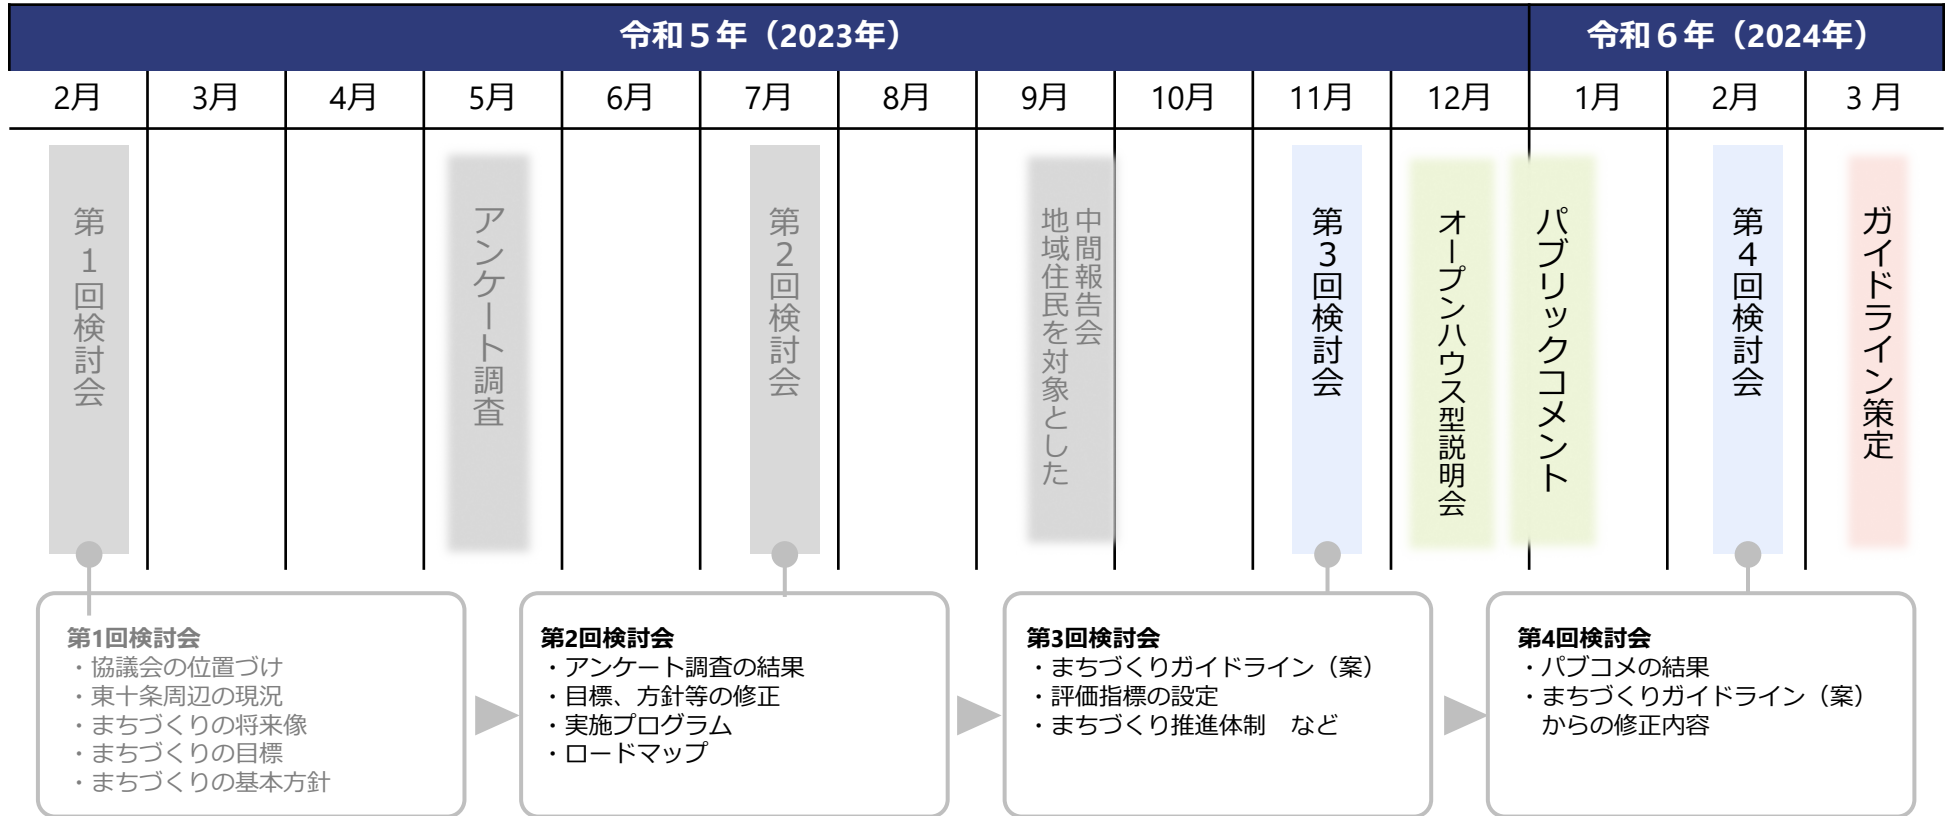 令和５年（2023年）
令和６年（2024年）
2月
3月
4月
5月
6月
7月
8月
9月
10月
11月
12月
1月
2月
３月
第１回検討会
アンケート調査
第２回検討会
中間報告会
地域住民を対象とした
第３回検討会
オープンハウス型説明会
パブリックコメント
第４回検討会
ガイドライン策定
第1回検討会
・協議会の位置づけ
・東十条周辺の現況
・まちづくりの将来像
・まちづくりの目標
・まちづくりの基本方針
第2回検討会
・アンケート調査の結果
・目標、方針等の修正
・実施プログラム
・ロードマップ
第3回検討会
・まちづくりガイドライン（案）
・評価指標の設定
・まちづくり推進体制　など
第4回検討会
・パブコメの結果
・まちづくりガイドライン（案）
からの修正内容